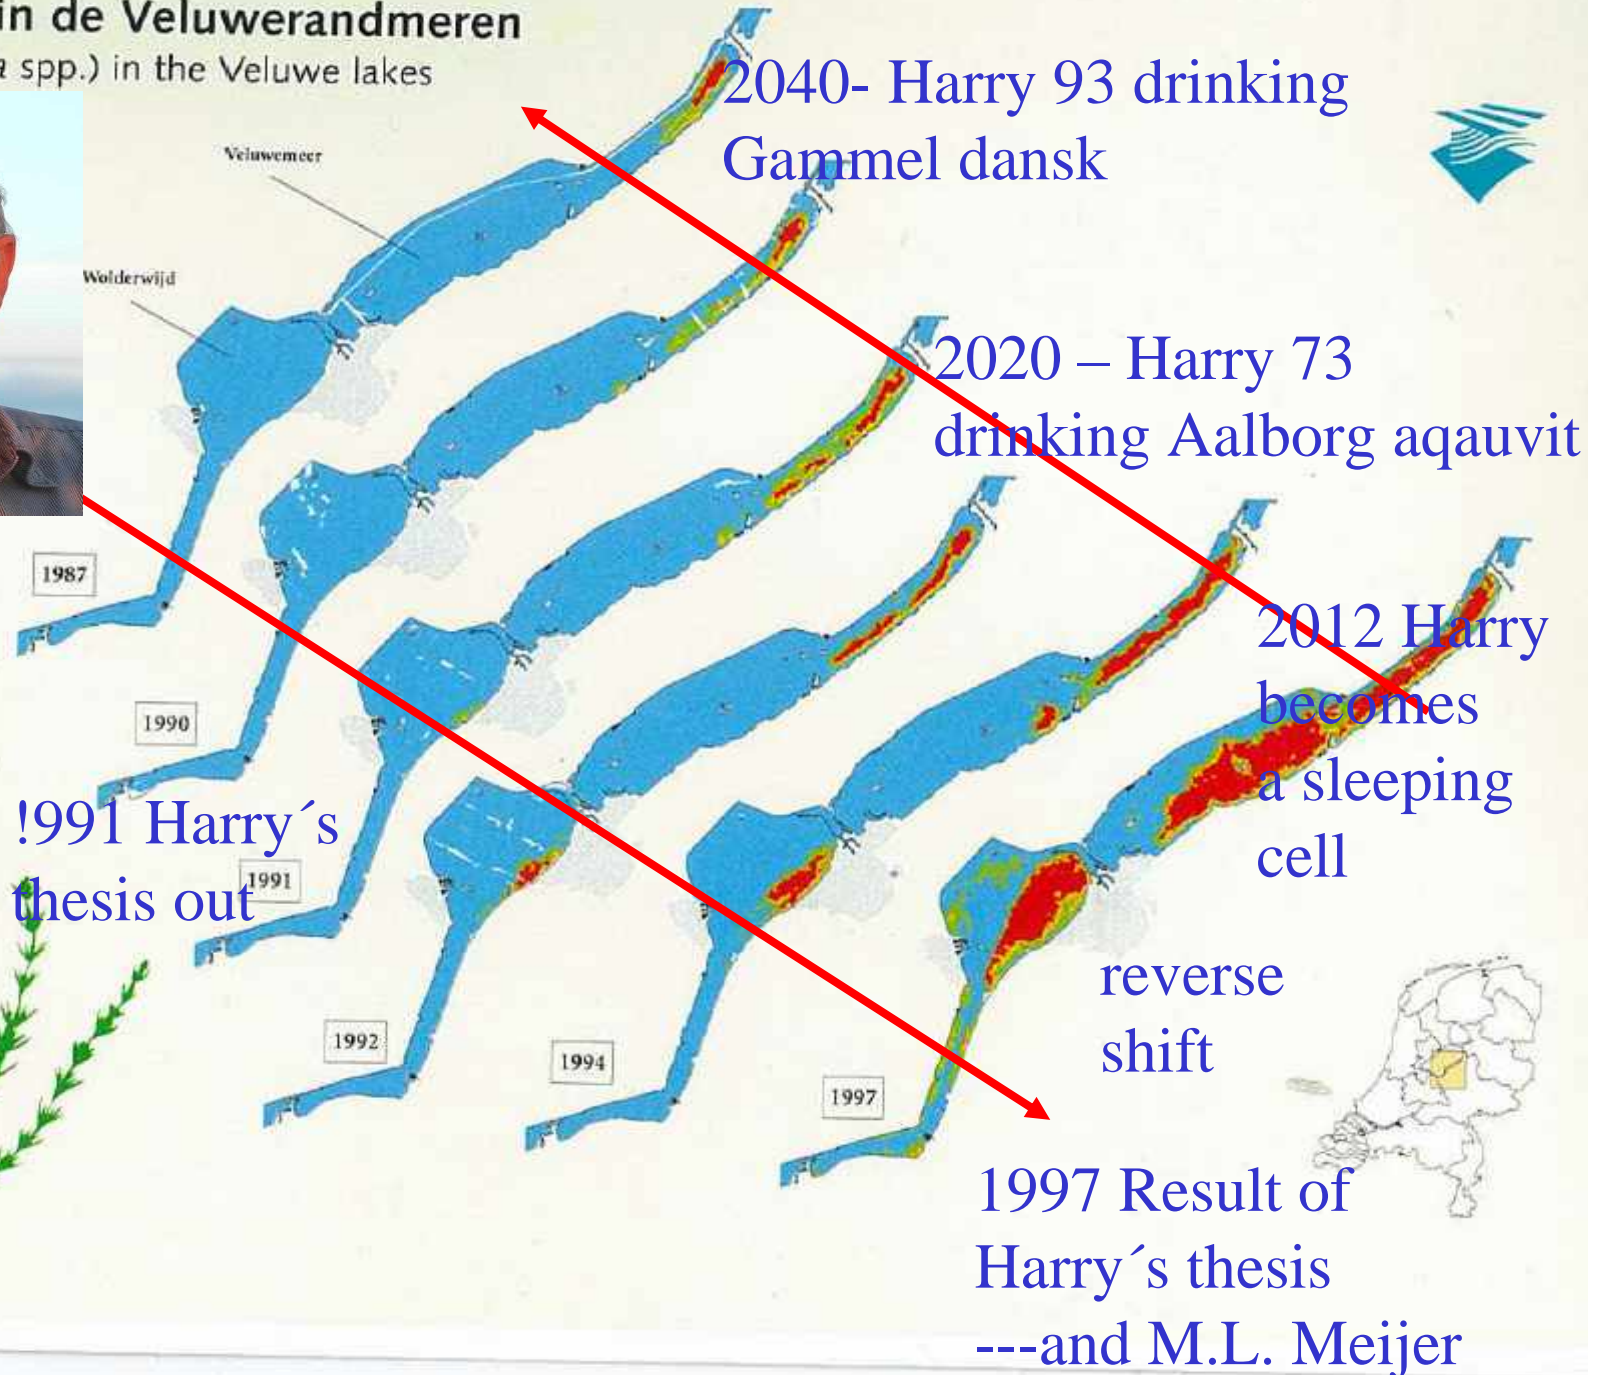 in de Veluwerandmeren
a spp.) in the Veluwe lakes
2040- Harry 93 drinking
Gammel dansk
Veluwemeer
Wolderwijd
2020 – Harry 73
drinking Aalborg aqauvit
1987
2012 Harry
becomes
a sleeping
cell
1990
!991 Harry´s
thesis out
1991
reverse
shift
1992
1994
1997
1997 Result of
Harry´s thesis
---and M.L. Meijer